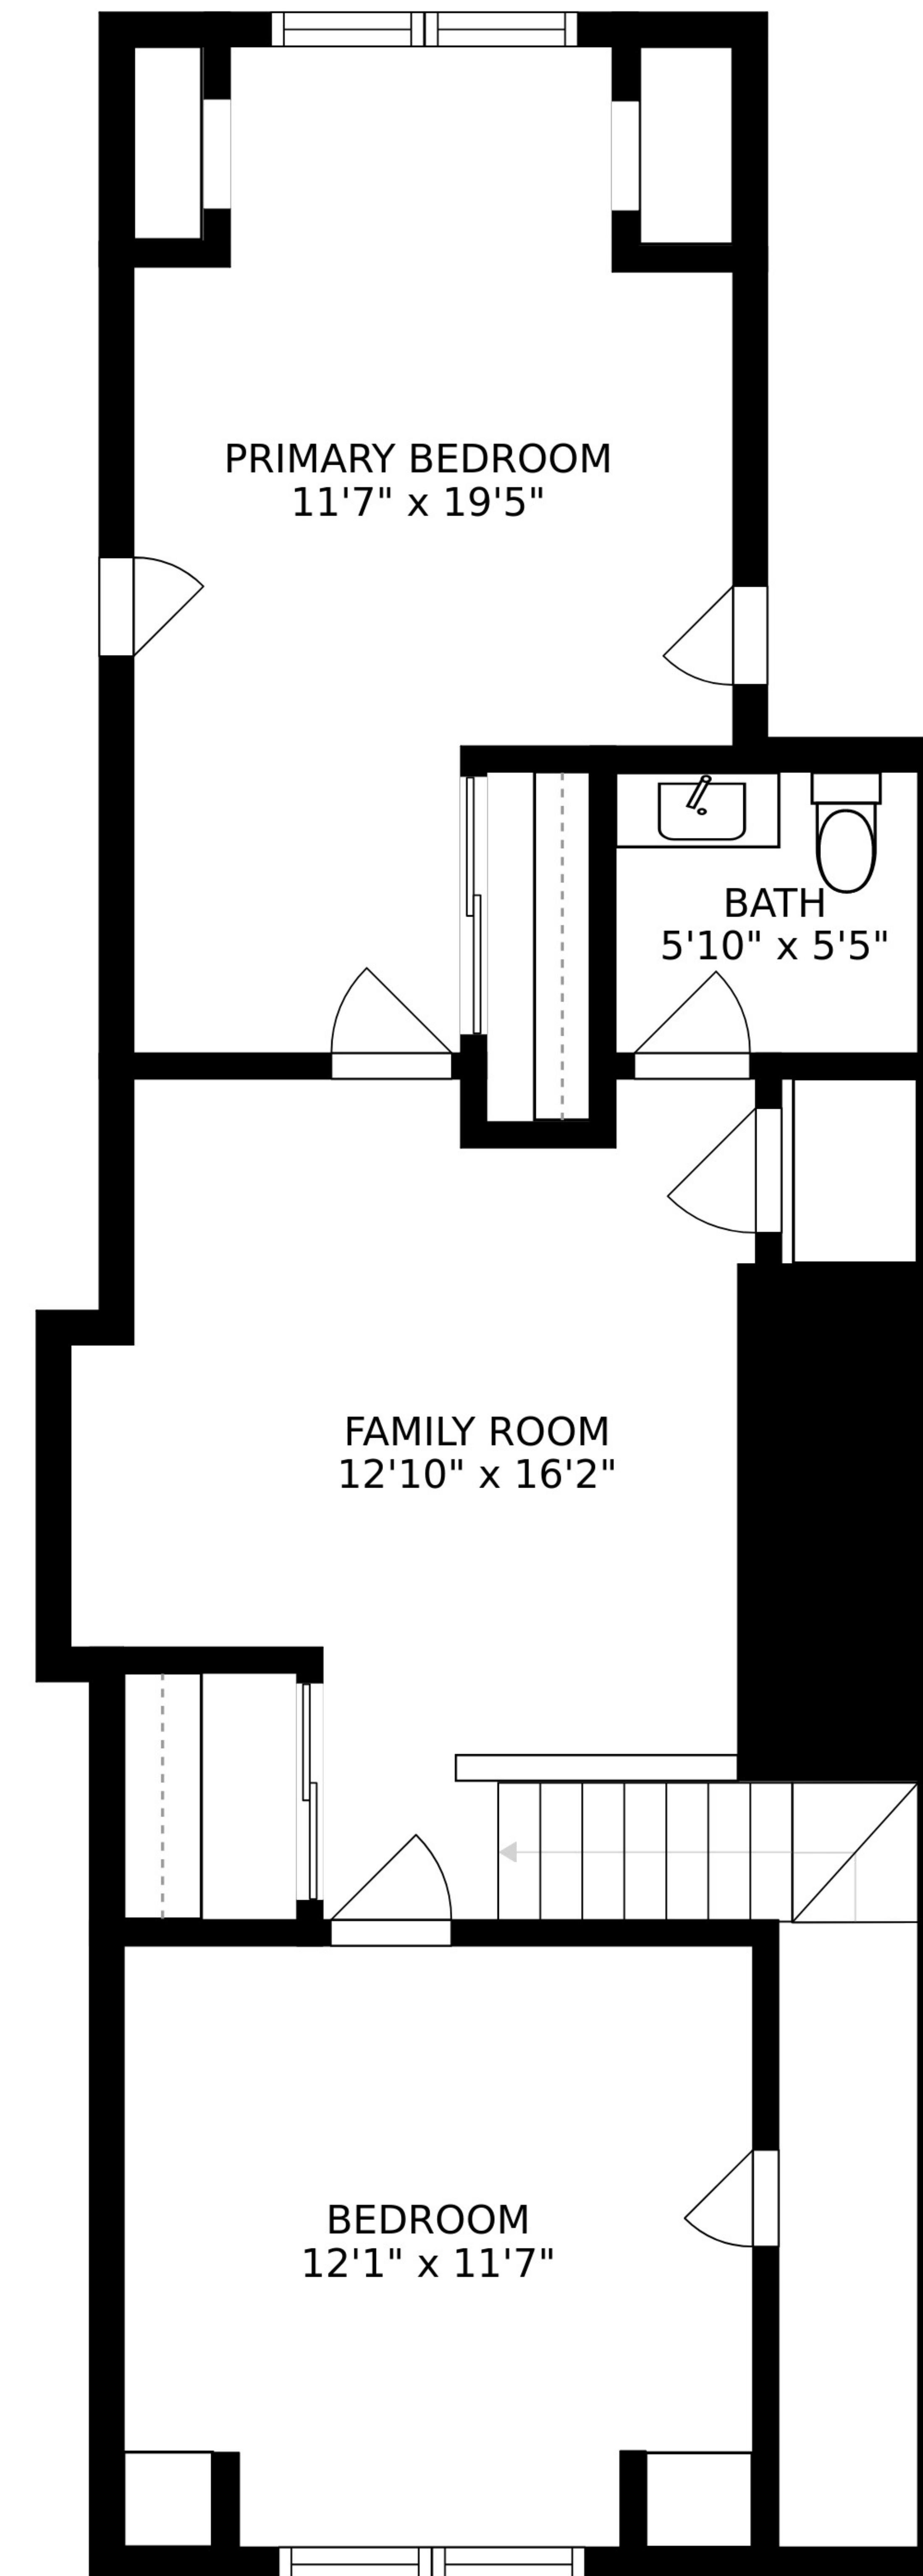 PRIMARY BEDROOM
11'7" x 19'5"
BATH
5'10" x 5'5"
FAMILY ROOM
12'10" x 16'2"
BEDROOM
12'1" x 11'7"